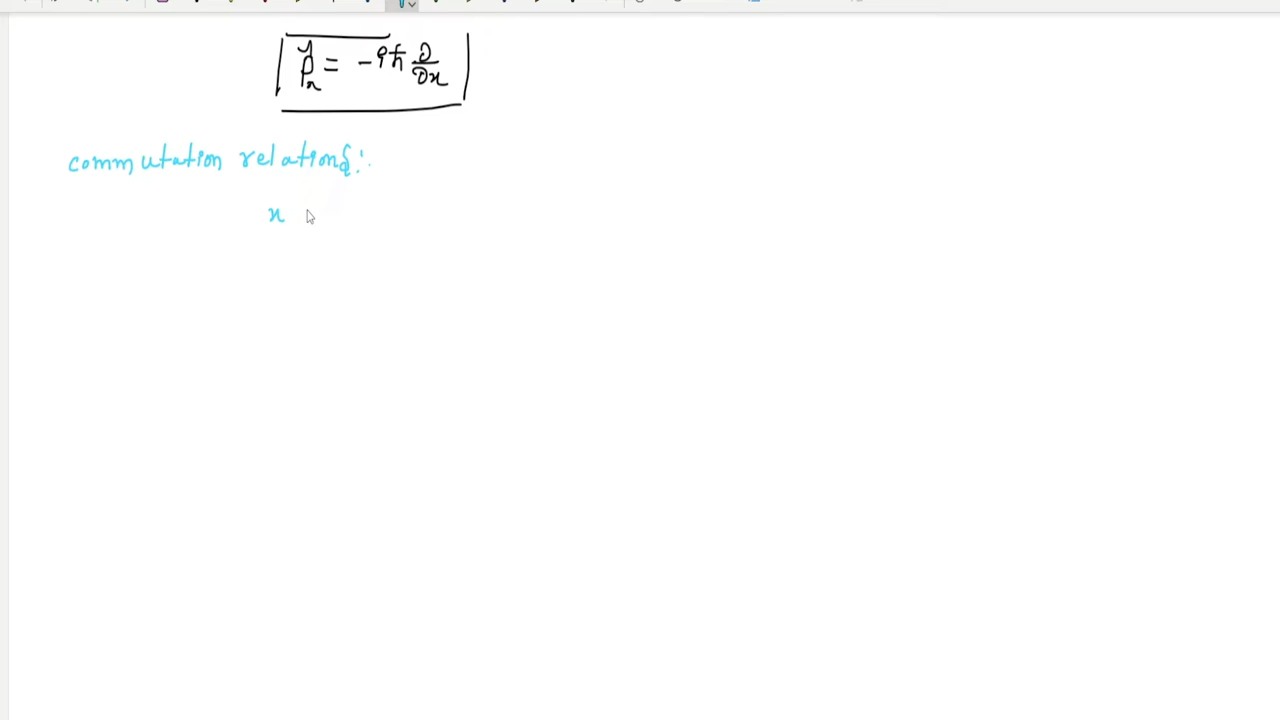 p̂ₓ = -iħ ∂/∂x
commutation relations:
x